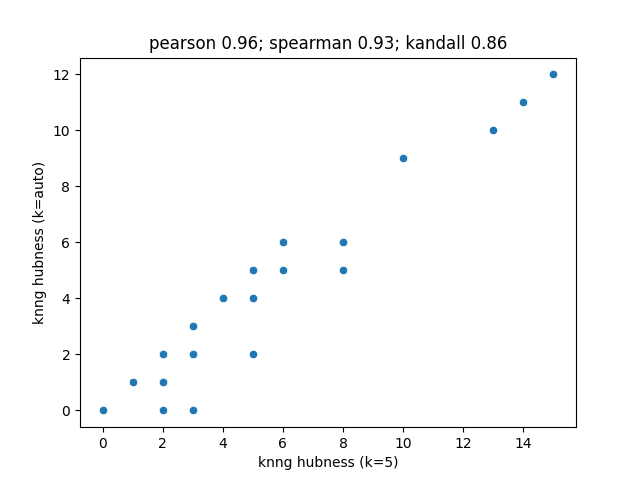 pearson 0.96; spearman 0.93; kandall 0.86
12
10
8
6
4
2
0
knng hubness (k=auto)
0 2 4 6 8 10 12 14
knng hubness (k=5)